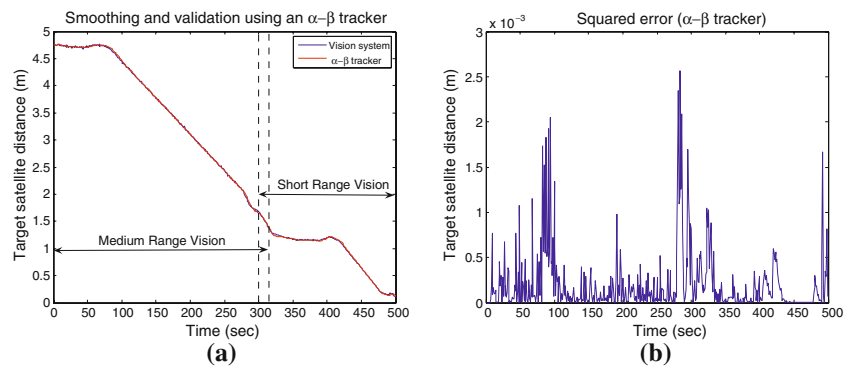 Smoothing and validation using an α−β tracker
Target satellite distance (m)
5
4.5
4
3.5
3
2.5
2
1.5
1
0.5
0
Vision system
α−β tracker
Short Range Vision
Medium Range Vision
0 50 100 150 200 250 300 350 400 450 500
Time (sec)
(a)
Squared error (α−β tracker)
x 10⁻³
Target satellite distance (m)
3
2.5
2
1.5
1
0.5
0
0 50 100 150 200 250 300 350 400 450 500
Time (sec)
(b)